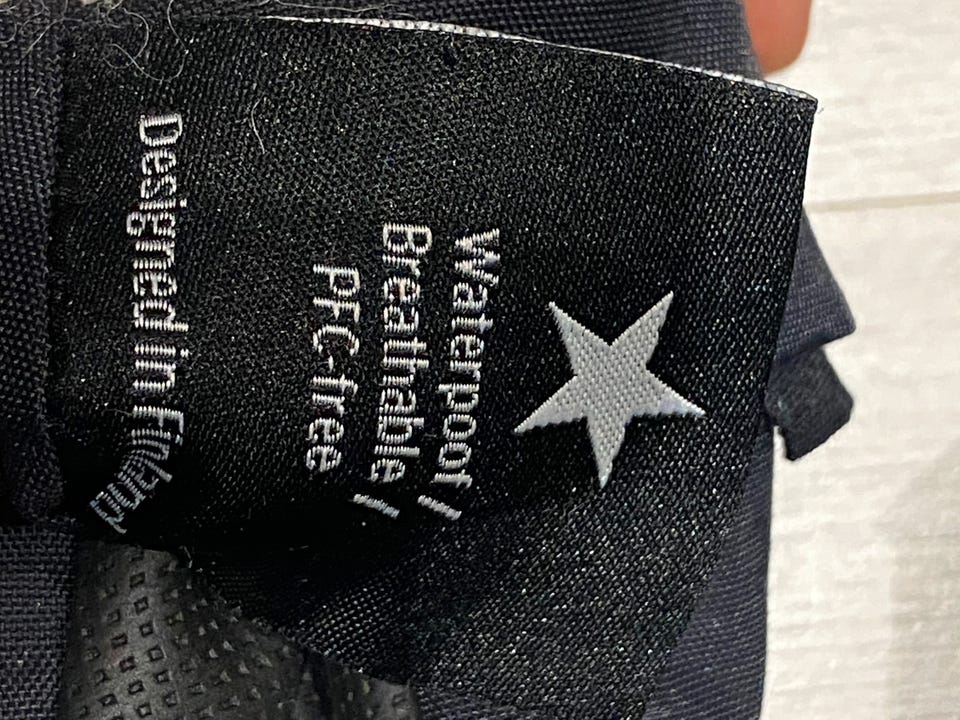 Waterpoof /
Breathable /
PFC-free
Designed in Finland